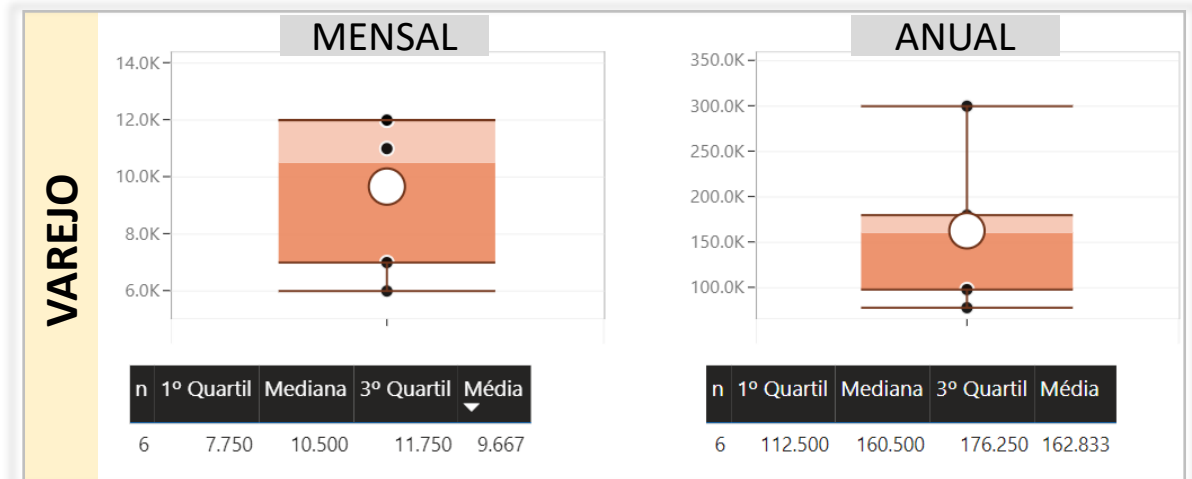 VAREJO
MENSAL
14.0K
12.0K
10.0K
8.0K
6.0K
n 1º Quartil Mediana 3º Quartil Média
6 7.750 10.500 11.750 9.667
ANUAL
350.0K
300.0K
250.0K
200.0K
150.0K
100.0K
n 1º Quartil Mediana 3º Quartil Média
6 112.500 160.500 176.250 162.833